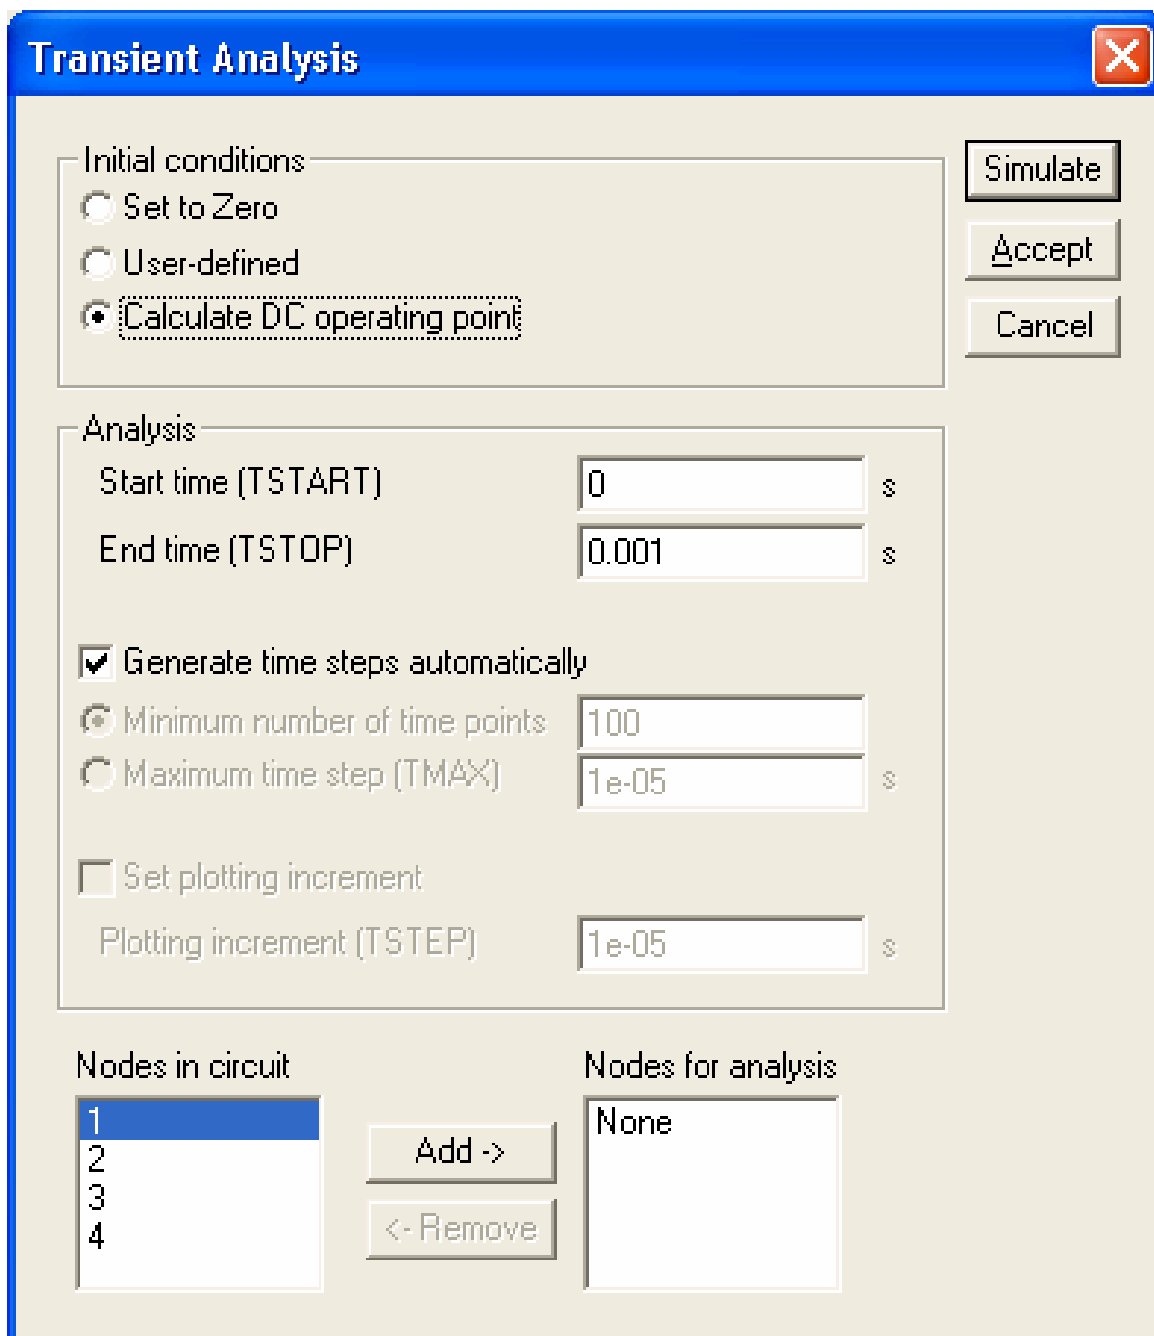 Transient Analysis
Initial conditions
Simulate
Set to Zero
Accept
User-defined
Calculate DC operating point
Cancel
Analysis
Start time (TSTART) 0 s
End time (TSTOP) 0.001 s
Generate time steps automatically
Minimum number of time points 100
Maximum time step (TMAX) 1e-05 s
Set plotting increment
Plotting increment (TSTEP) 1e-05 s
Nodes in circuit
1
2
3
4
Add ->
<- Remove
Nodes for analysis
None